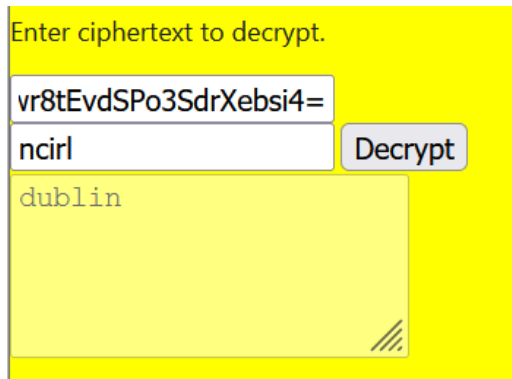 Enter ciphertext to decrypt.
vr8tEvdSPo3SdrXebsi4=
ncirl Decrypt
dublin